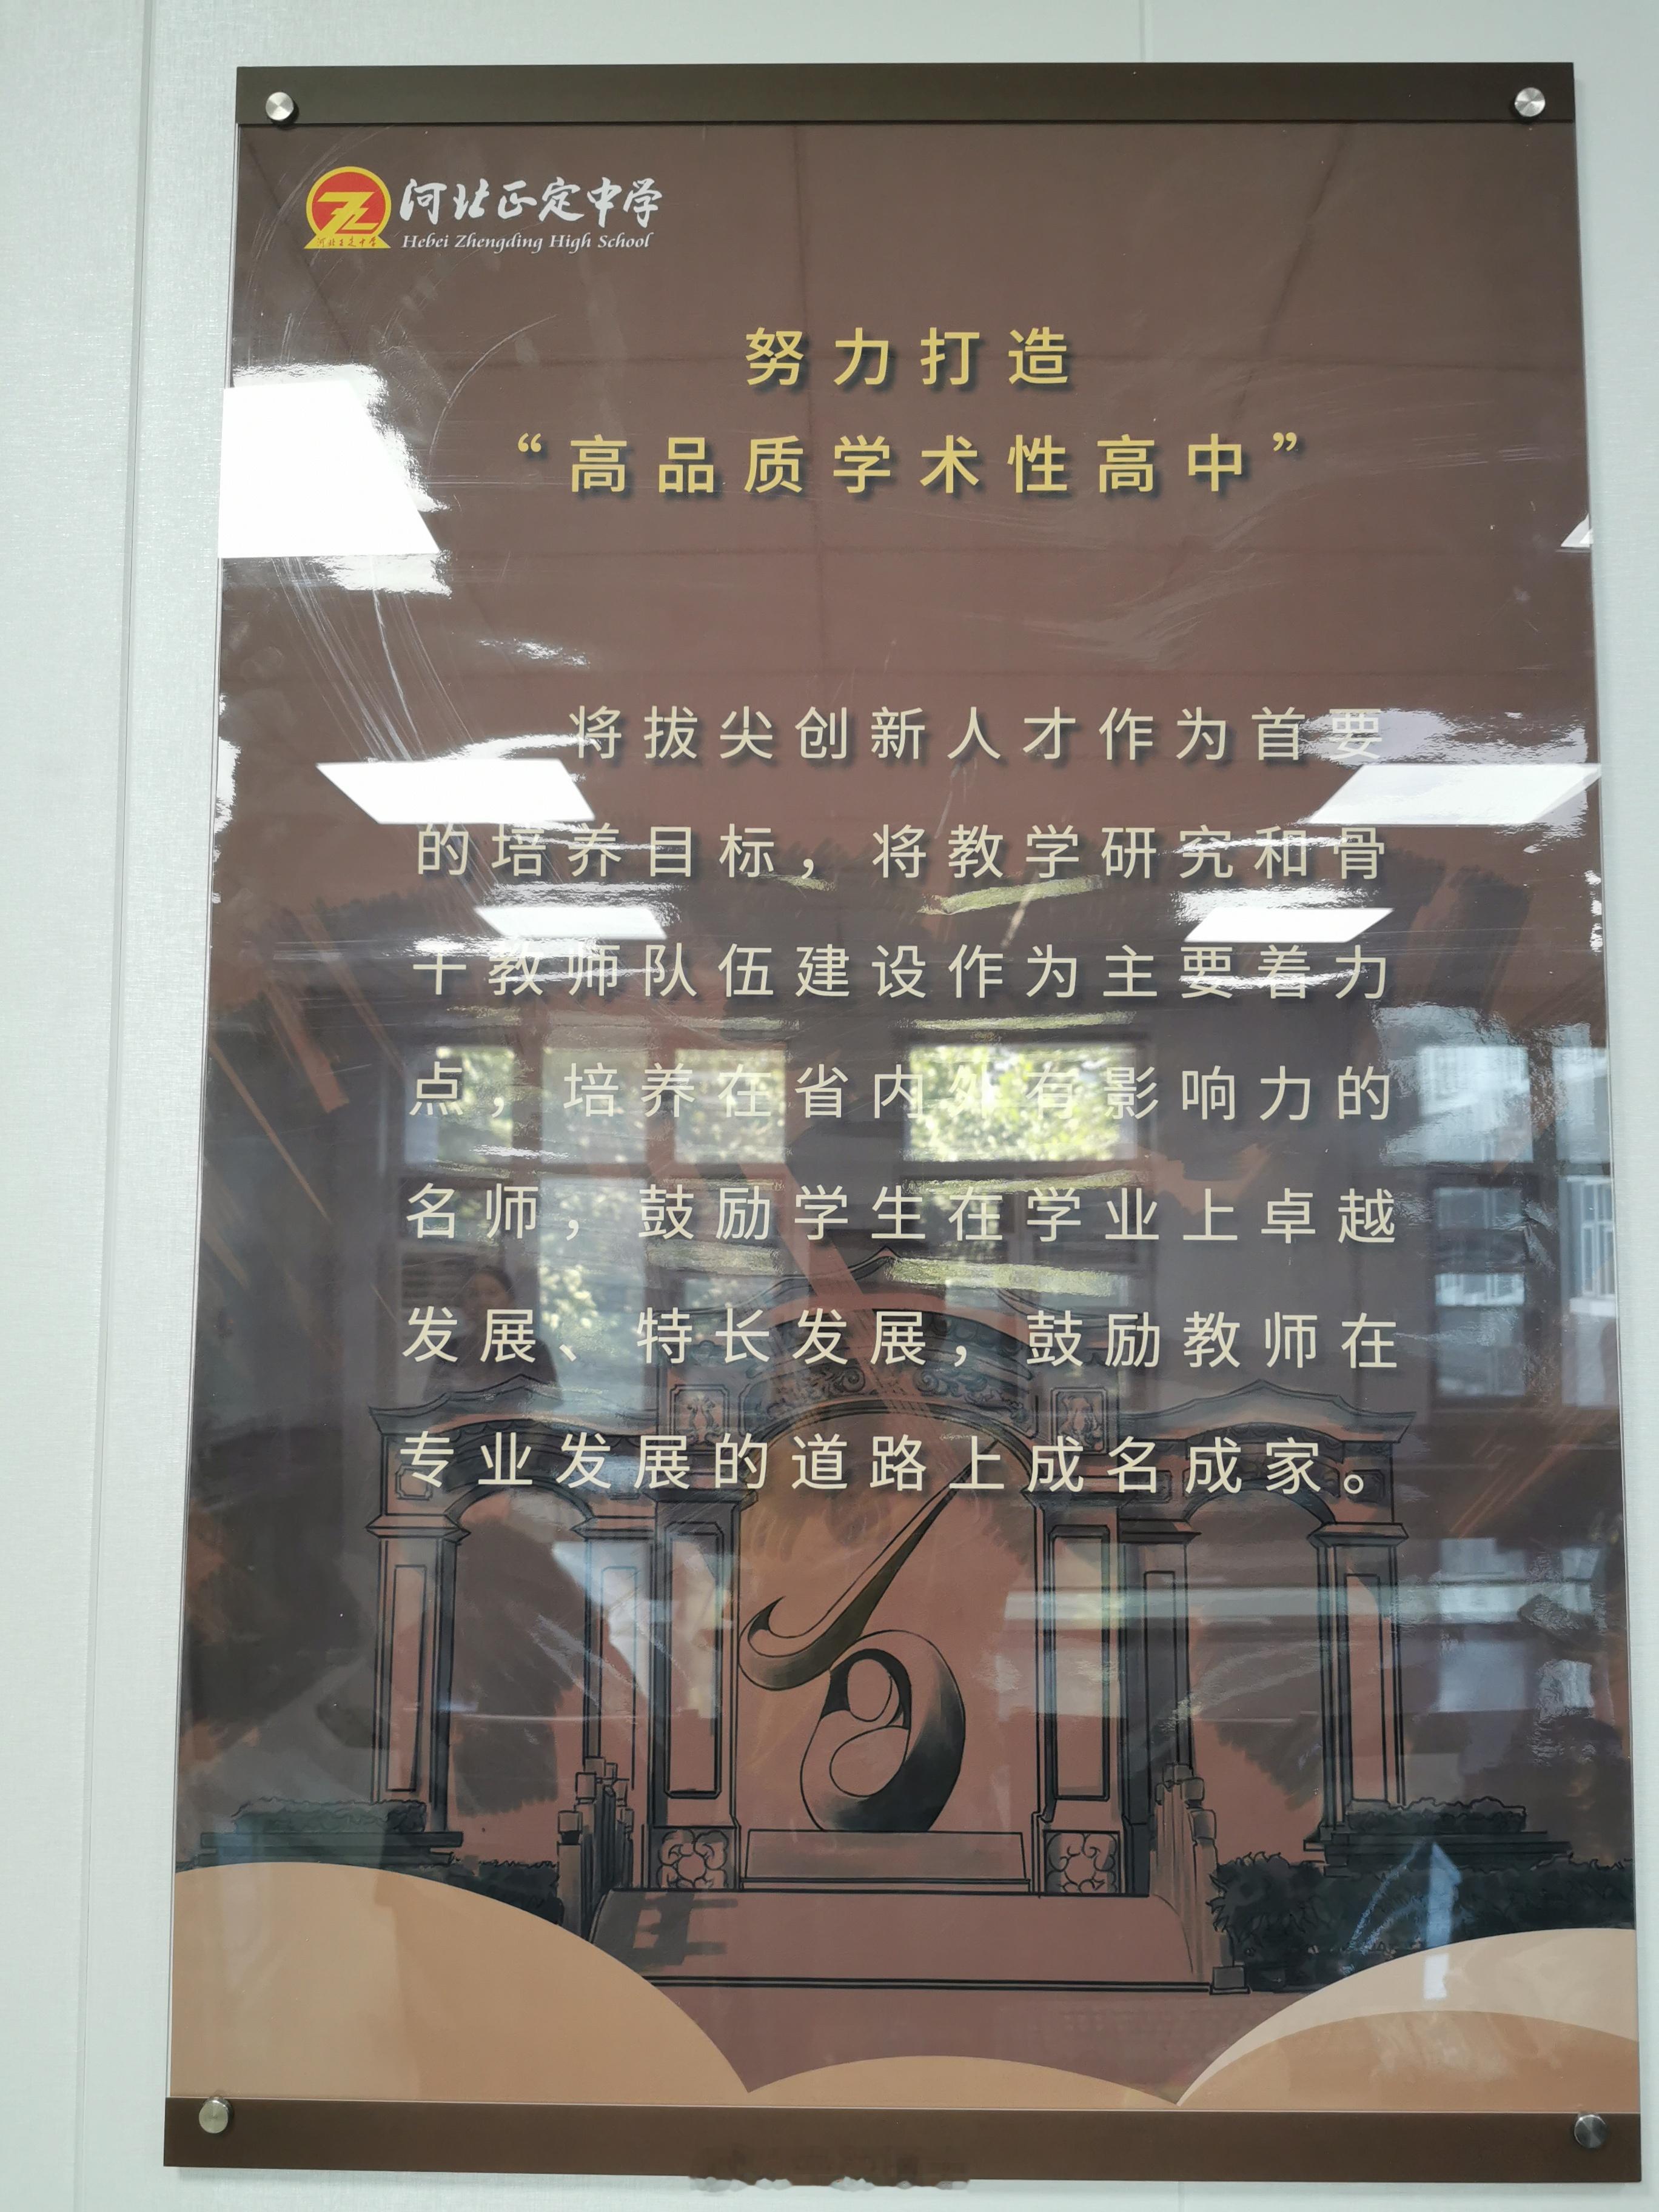 河北正定中学
Hebei Zhengding High School
努力打造
“高品质学术性高中”
将拔尖创新人才作为首要
的培养目标，将教学研究和骨
干教师队伍建设作为主要着力
点，培养在省内外有影响力的
名师，鼓励学生在学业上卓越
发展、特长发展，鼓励教师在
专业发展的道路上成名成家。